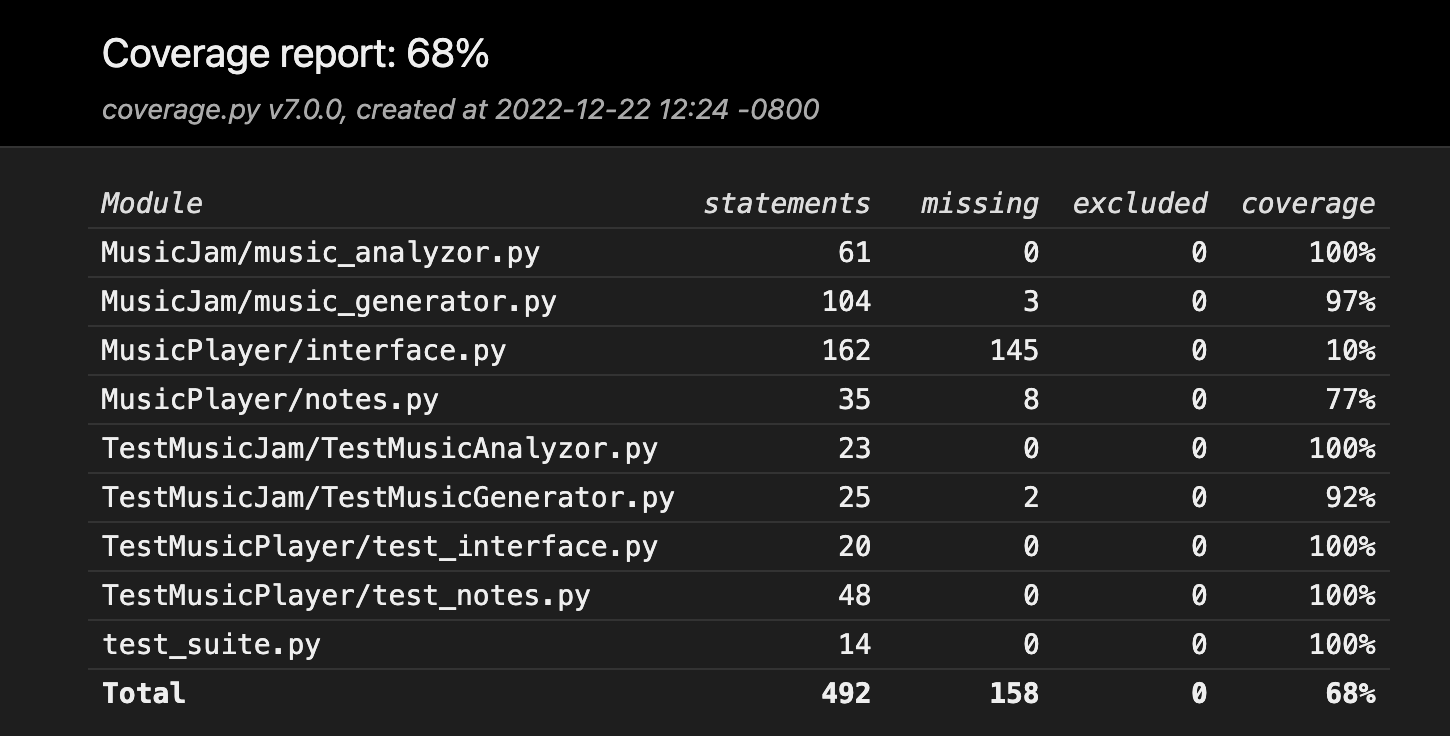 Coverage report: 68%
coverage.py v7.0.0, created at 2022-12-22 12:24 -0800
Module statements missing excluded coverage
MusicJam/music_analyzor.py 61 0 0 100%
MusicJam/music_generator.py 104 3 0 97%
MusicPlayer/interface.py 162 145 0 10%
MusicPlayer/notes.py 35 8 0 77%
TestMusicJam/TestMusicAnalyzor.py 23 0 0 100%
TestMusicJam/TestMusicGenerator.py 25 2 0 92%
TestMusicPlayer/test_interface.py 20 0 0 100%
TestMusicPlayer/test_notes.py 48 0 0 100%
test_suite.py 14 0 0 100%
Total 492 158 0 68%